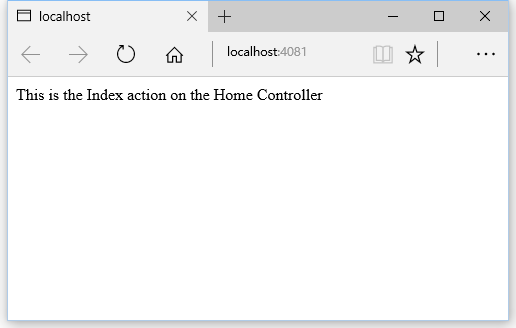 localhost
localhost:4081
This is the Index action on the Home Controller